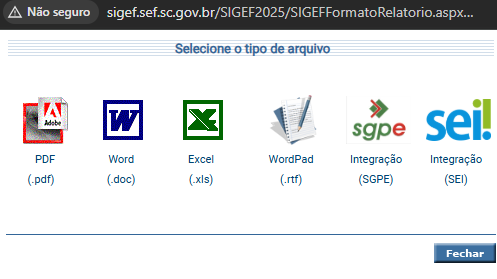 Não seguro
sigef.sef.sc.gov.br/SIGEF2025/SIGEFFormatoRelatorio.aspx...
Selecione o tipo de arquivo
Adobe
W
X
sgpe
sei!
PDF
Word
Excel
WordPad
Integração
Integração
(.pdf)
(.doc)
(.xls)
(.rtf)
(SGPE)
(SEI)
Fechar